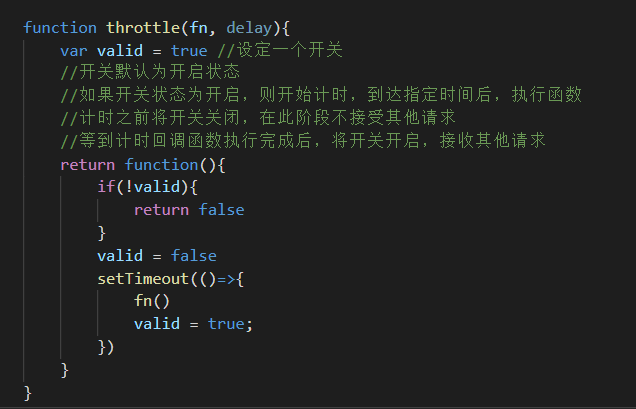 function throttle(fn, delay){
    var valid = true //设定一个开关
    //开关默认为开启状态
    //如果开关状态为开启，则开始计时，到达指定时间后，执行函数
    //计时之前将开关关闭，在此阶段不接受其他请求
    //等到计时回调函数执行完成后，将开关开启，接收其他请求
    return function(){
        if(!valid){
            return false
        }
        valid = false
        setTimeout(()=>{
            fn()
            valid = true;
        })
    }
}